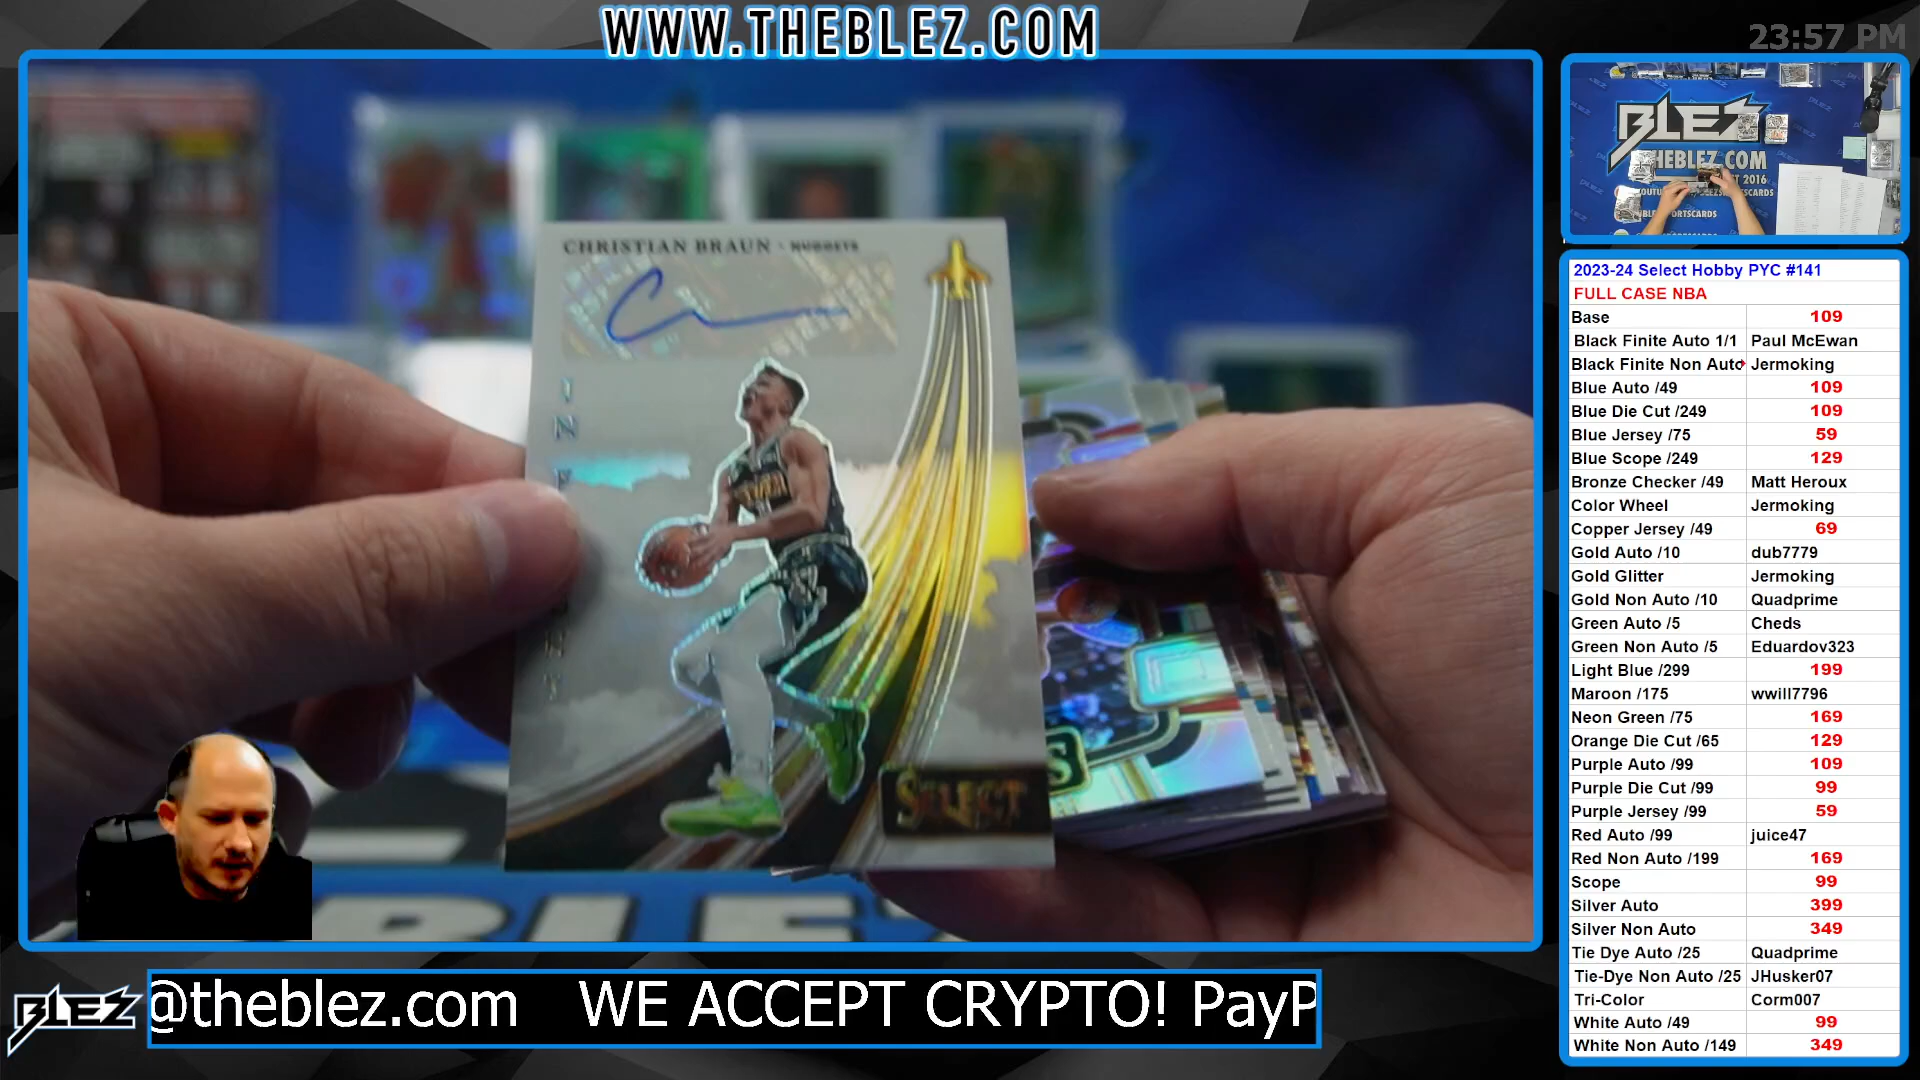 WWW.THEBLEZ.COM
23:57 PM
CHRISTIAN BRAUN · NUGGETS
SELECT
BLEZ
THEBLEZ.COM
2023-24 Select Hobby PYC #141
FULL CASE NBA
Base 109
Black Finite Auto 1/1 Paul McEwan
Black Finite Non Auto Jermoking
Blue Auto /49 109
Blue Die Cut /249 109
Blue Jersey /75 59
Blue Scope /249 129
Bronze Checker /49 Matt Heroux
Color Wheel Jermoking
Copper Jersey /49 69
Gold Auto /10 dub7779
Gold Glitter Jermoking
Gold Non Auto /10 Quadprime
Green Auto /5 Cheds
Green Non Auto /5 Eduardov323
Light Blue /299 199
Maroon /175 wwill7796
Neon Green /75 169
Orange Die Cut /65 129
Purple Auto /99 109
Purple Die Cut /99 99
Purple Jersey /99 59
Red Auto /99 juice47
Red Non Auto /199 169
Scope 99
Silver Auto 399
Silver Non Auto 349
Tie Dye Auto /25 Quadprime
Tie-Dye Non Auto /25 JHusker07
Tri-Color Corm007
White Auto /49 99
White Non Auto /149 349
BLEZ
@theblez.com WE ACCEPT CRYPTO! PayP